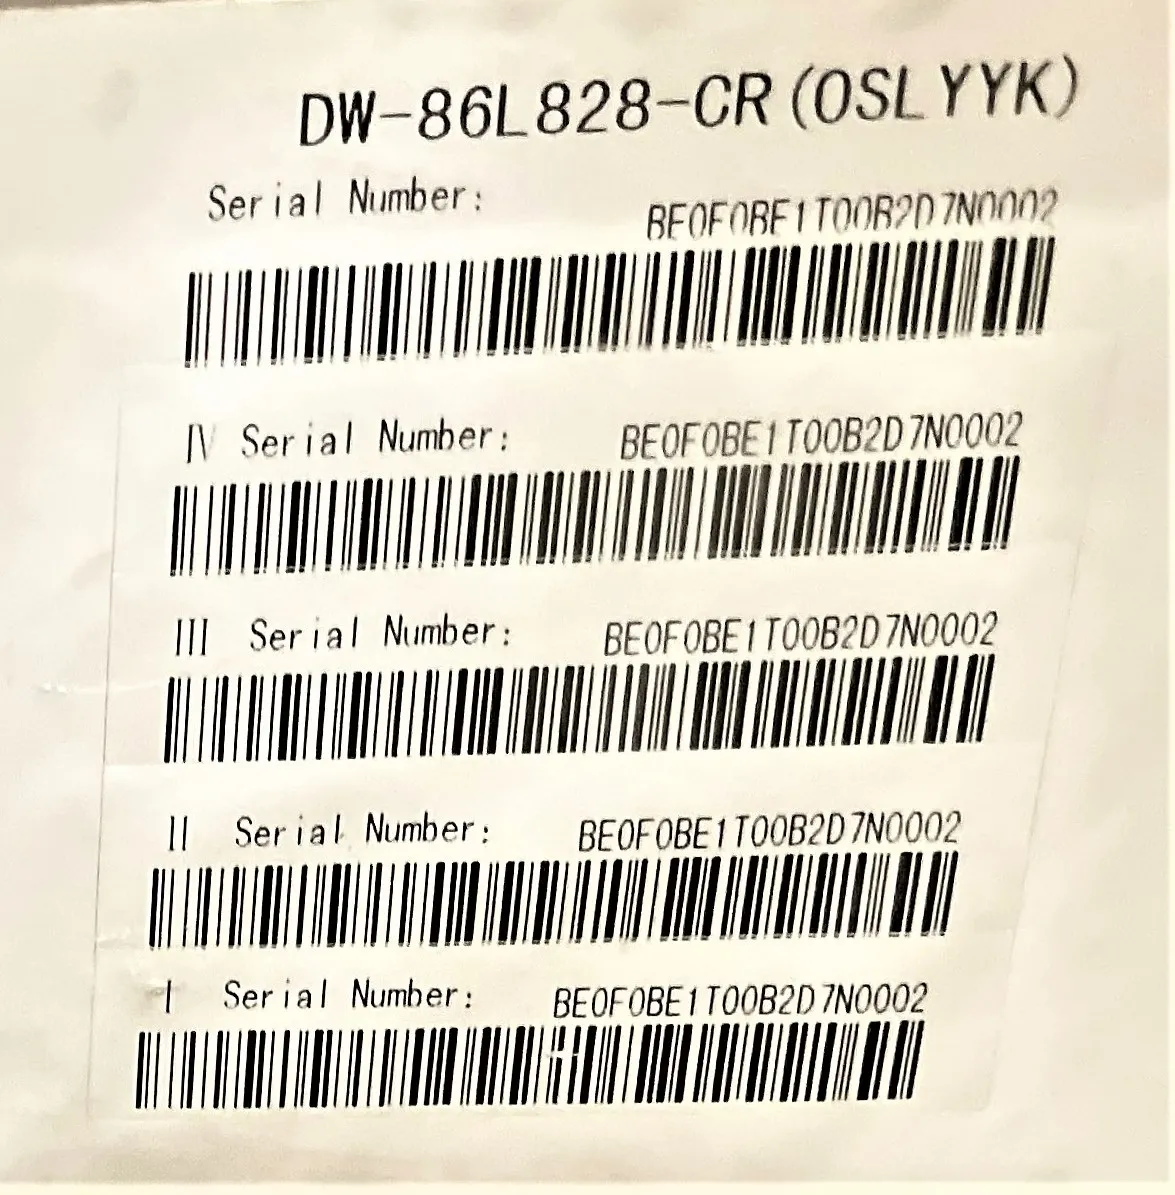 DW-86L828-CR(OSLYYK)
Serial Number:
BE0F0BE1T00B2D7N0002
IV Serial Number: BE0F0BE1T00B2D7N0002
III Serial Number: BE0F0BE1T00B2D7N0002
II Serial Number: BE0F0BE1T00B2D7N0002
I Serial Number: BE0F0BE1T00B2D7N0002